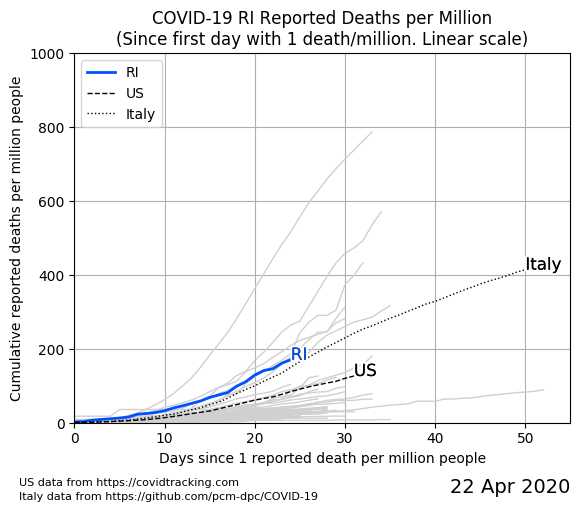 COVID-19 RI Reported Deaths per Million
(Since first day with 1 death/million. Linear scale)
Cumulative reported deaths per million people
1000
800
600
400
200
0
RI
US
Italy
Italy
RI
US
0 10 20 30 40 50
Days since 1 reported death per million people
US data from https://covidtracking.com
Italy data from https://github.com/pcm-dpc/COVID-19
22 Apr 2020